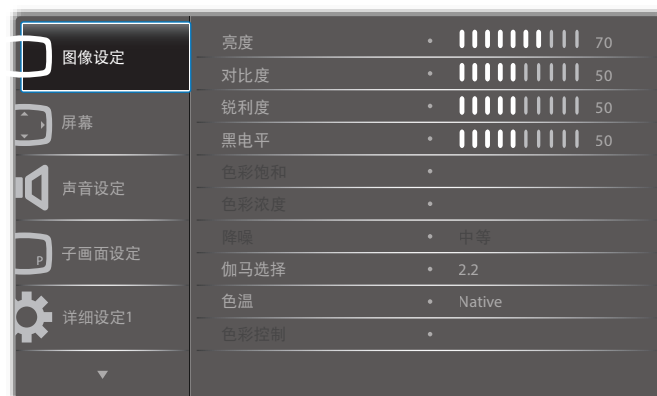 图像设定
屏幕
声音设定
P
子画面设定
详细设定1
亮度 • 70
对比度 • 50
锐利度 • 50
黑电平 • 50
色彩饱和 •
色彩浓度 •
降噪 • 中等
伽马选择 • 2.2
色温 • Native
色彩控制 •